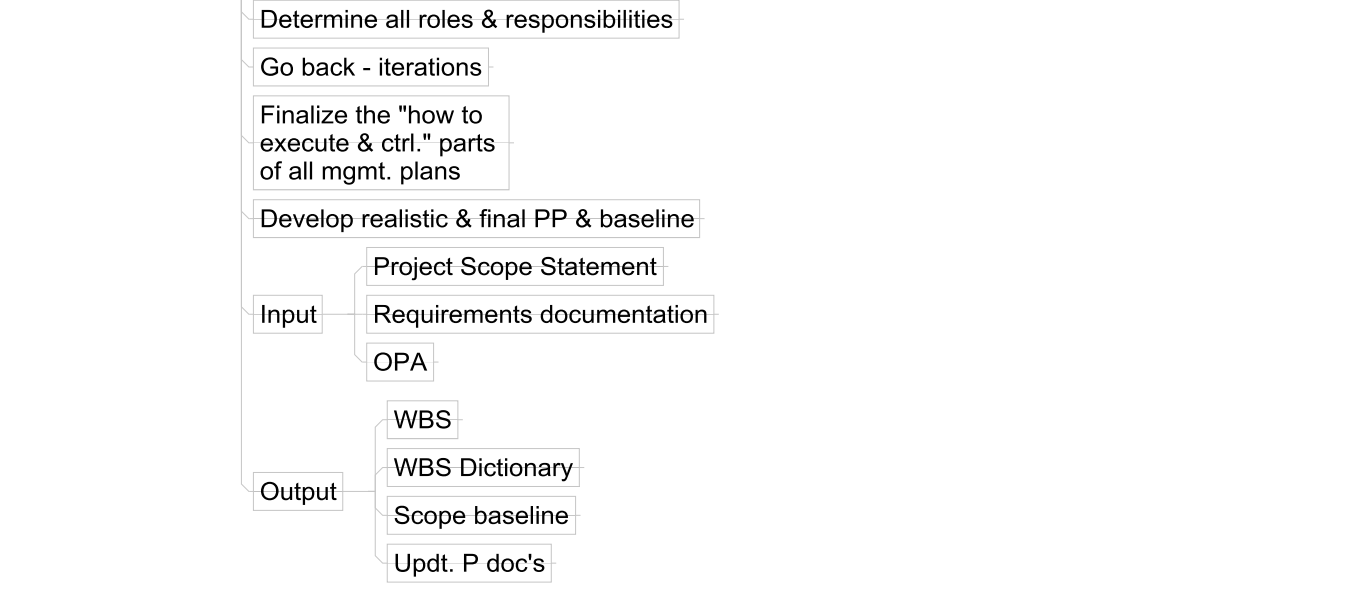 Determine all roles & responsibilities
Go back - iterations
Finalize the "how to
execute & ctrl." parts
of all mgmt. plans
Develop realistic & final PP & baseline
Input
Project Scope Statement
Requirements documentation
OPA
Output
WBS
WBS Dictionary
Scope baseline
Updt. P doc's